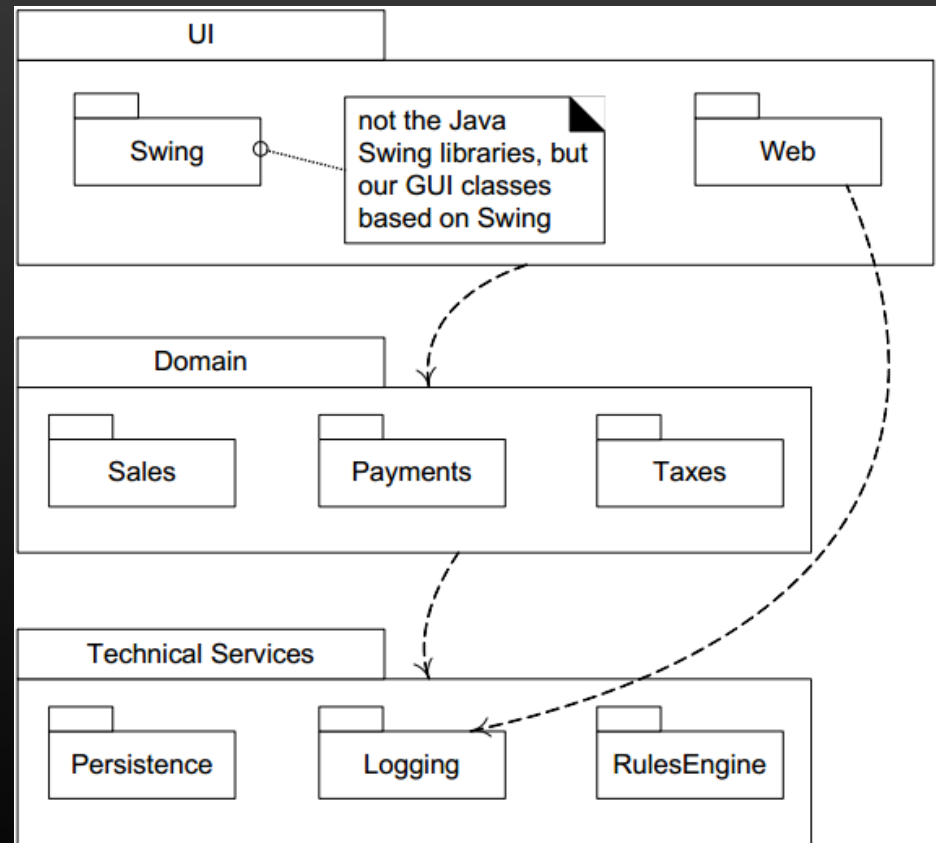 UI
Swing
not the Java
Swing libraries, but
our GUI classes
based on Swing
Web
Domain
Sales
Payments
Taxes
Technical Services
Persistence
Logging
RulesEngine